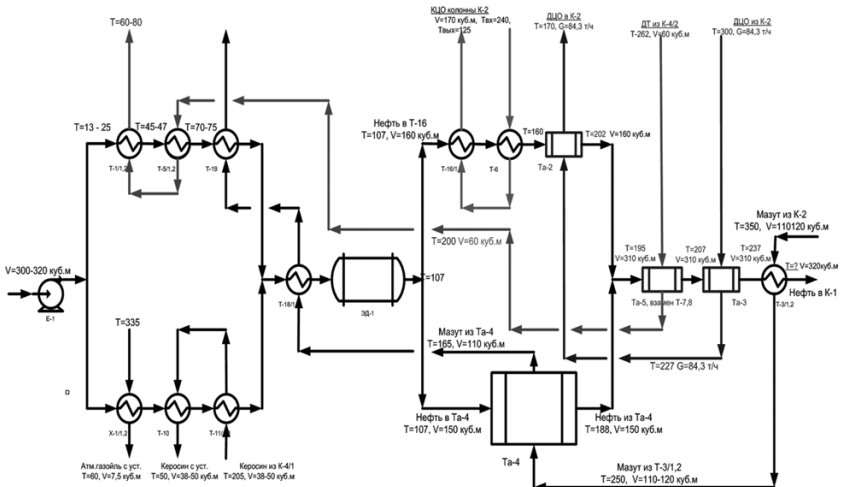 КЦО колонны К-2
V=170 куб.м, Твх=240,
Твых=125
ДЦО в К-2
Т=170, G=84,3 т/ч
ДТ из К-4/2
Т-262, V=60 куб.м
ДЦО из К-2
Т=300, G=84,3 т/ч
Т=60-80
Т=13 - 25
Т=45-47
Т=70-75
Т-1/1,2
Т-5/1,2
Т-19
Нефть в Т-16
Т=107, V=160 куб.м
Т=160
Т=202 V=160 куб.м
Т-16/1
Т-6
Та-2
V=300-320 куб.м
Е-1
Т-18/1
ЭД-1
Т=107
Т=200 V=60 куб.м
Т=195
V=310 куб.м
Т=207
V=310 куб.м
Т=237
V=310 куб.м
Мазут из К-2
Т=350, V=110120 куб.м
Т=? V=320куб.м
Нефть в К-1
Та-5, взамен Т-7,8
Та-3
Т-3/1,2
Т=335
Мазут из Та-4
Т=165, V=110 куб.м
Т=227 G=84,3 т/ч
Х-1/1,2
Т-10
Т-11/
Нефть в Та-4
Т=107, V=150 куб.м
Нефть из Та-4
Т=188, V=150 куб.м
Та-4
Атм.газойль с уст.
Т=60, V=7,5 куб.м
Керосин с уст.
Т=50, V=38-50 куб.м
Керосин из К-4/1
Т=205, V=38-50 куб.м
Мазут из Т-3/1,2
Т=250, V=110-120 куб.м